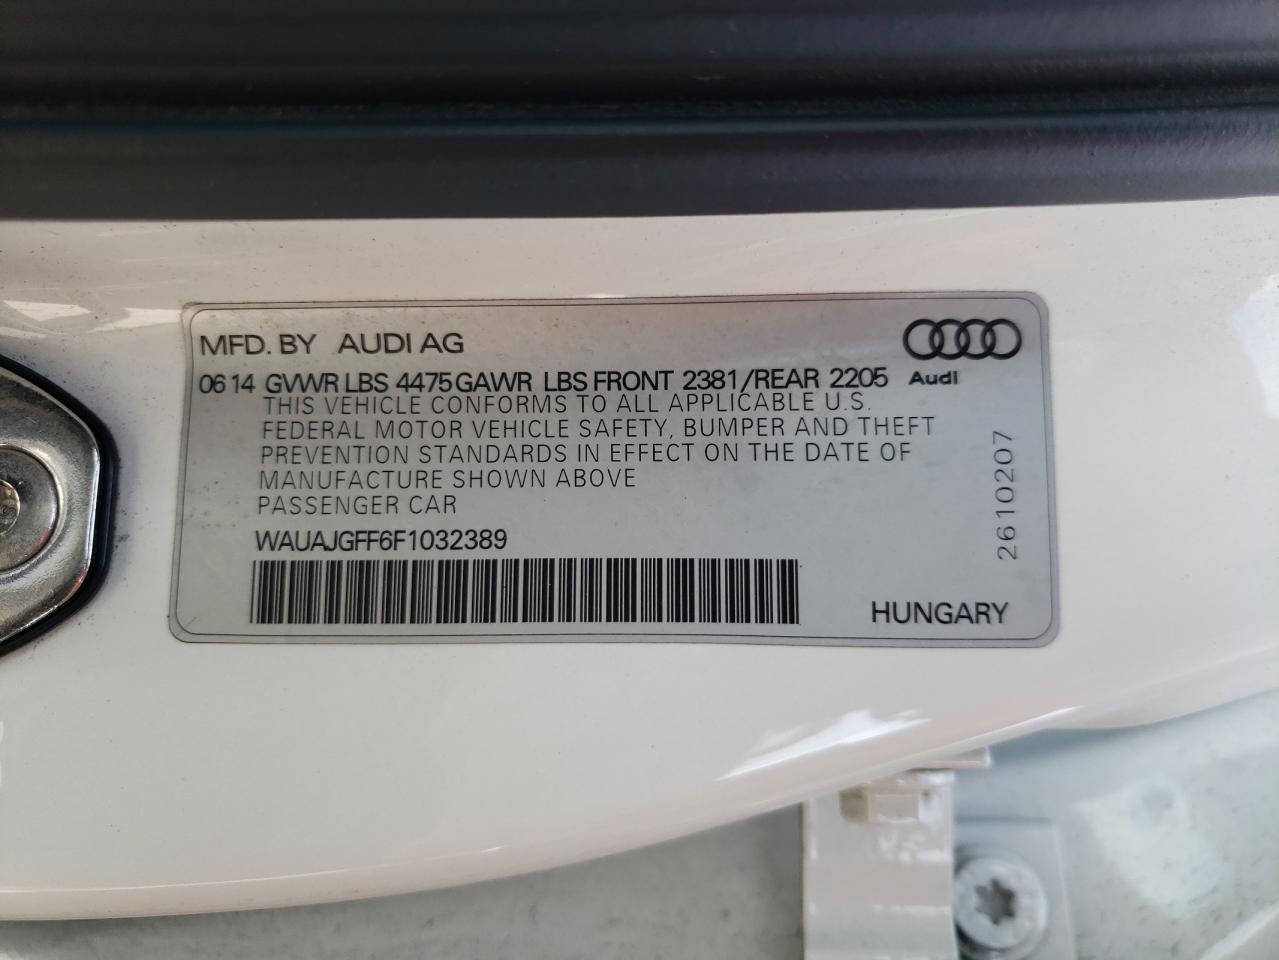 MFD. BY AUDI AG
0614 GVWR LBS 4475 GAWR LBS FRONT 2381/REAR 2205
Audi
THIS VEHICLE CONFORMS TO ALL APPLICABLE U.S.
FEDERAL MOTOR VEHICLE SAFETY, BUMPER AND THEFT
PREVENTION STANDARDS IN EFFECT ON THE DATE OF
MANUFACTURE SHOWN ABOVE
PASSENGER CAR
2610207
WAUAJGFF6F1032389
HUNGARY